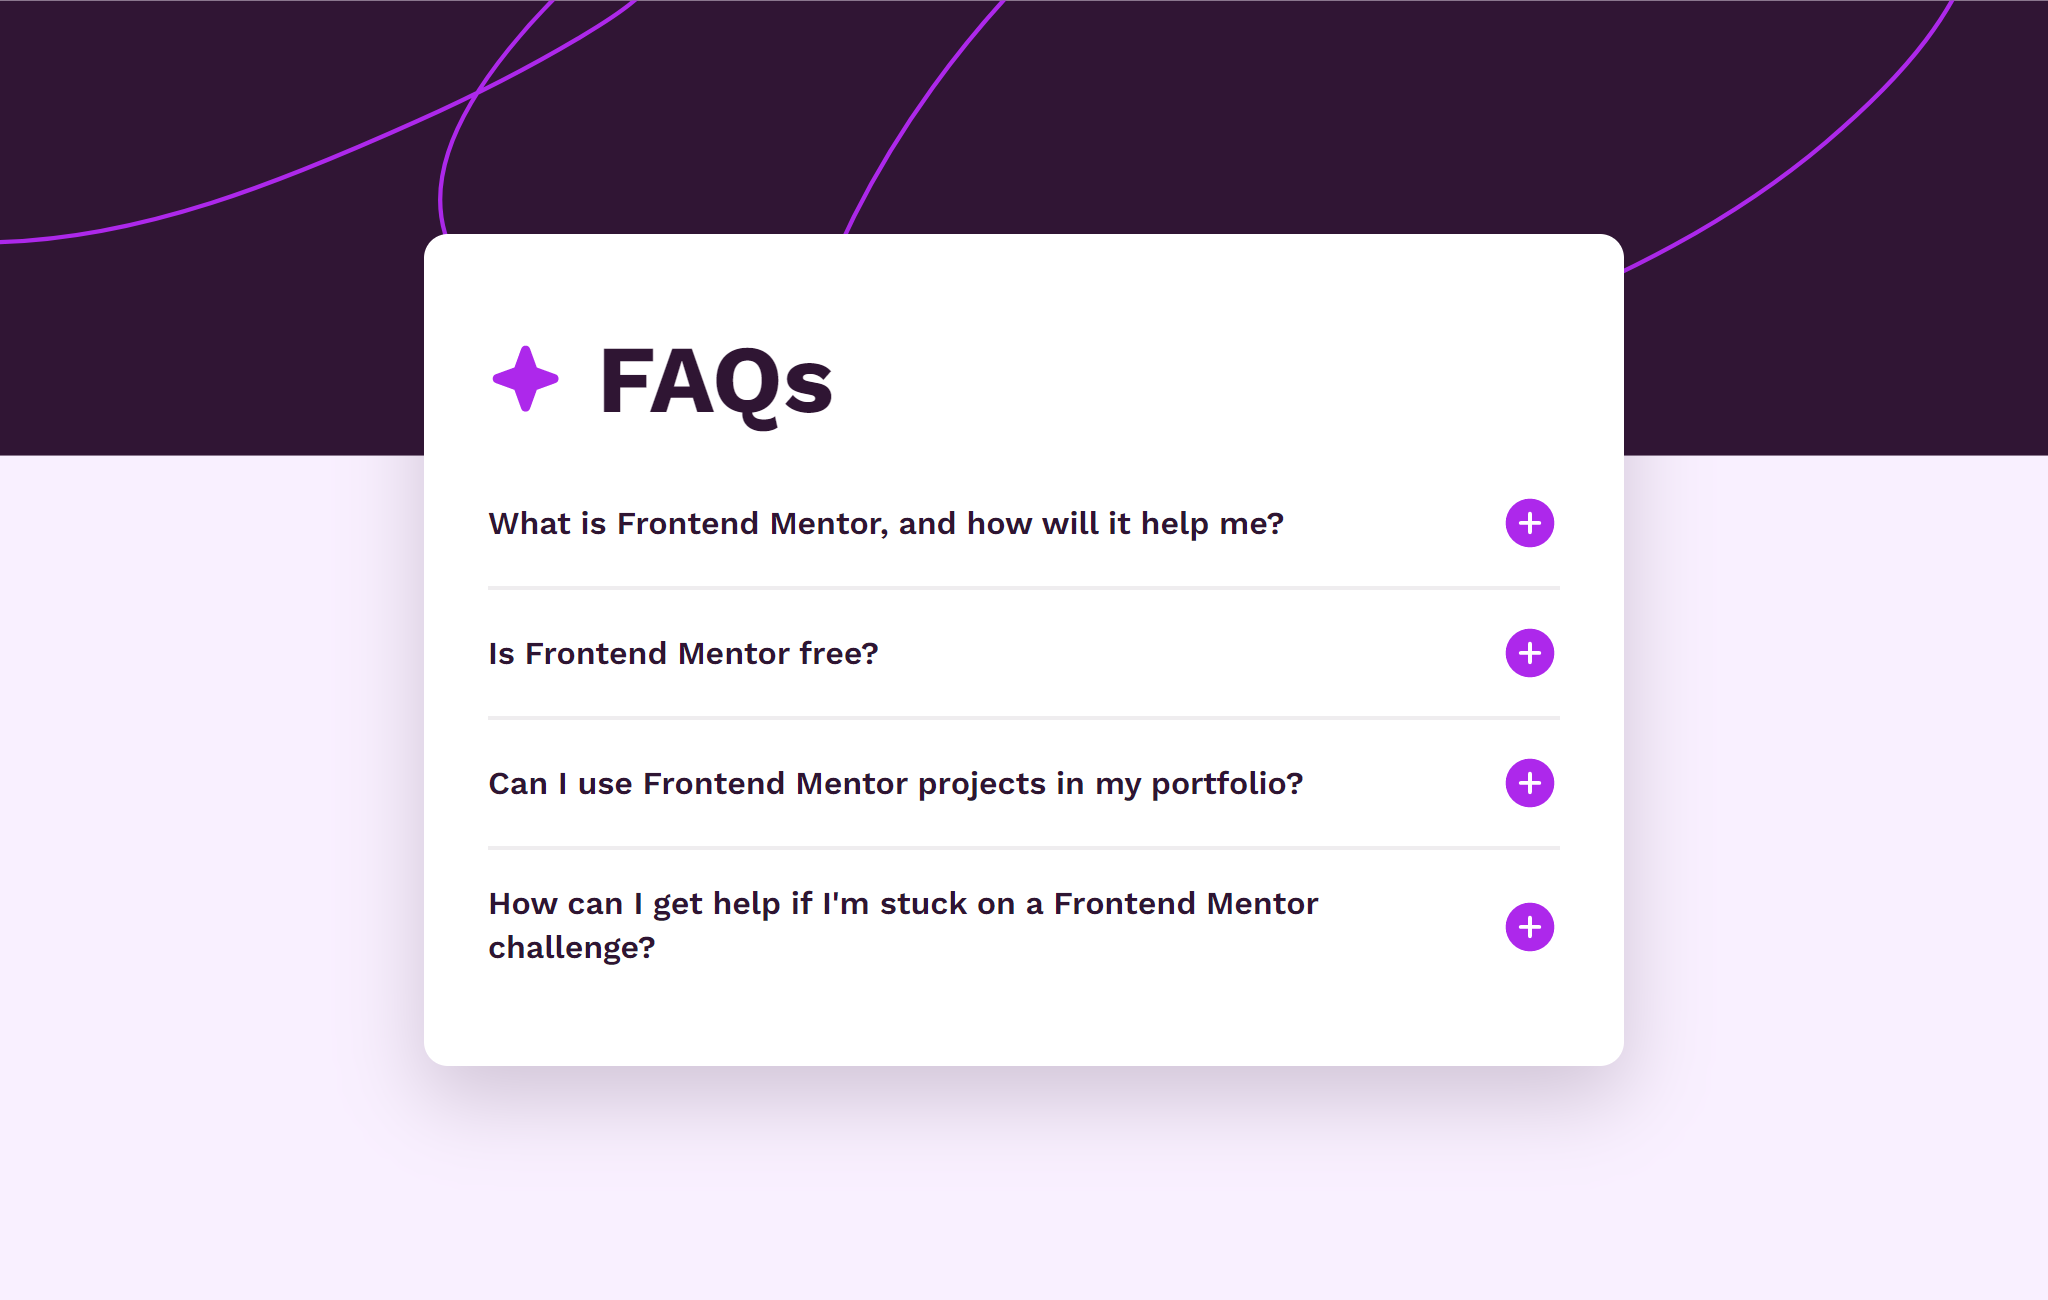 FAQs
What is Frontend Mentor, and how will it help me?
Is Frontend Mentor free?
Can I use Frontend Mentor projects in my portfolio?
How can I get help if I'm stuck on a Frontend Mentor
challenge?